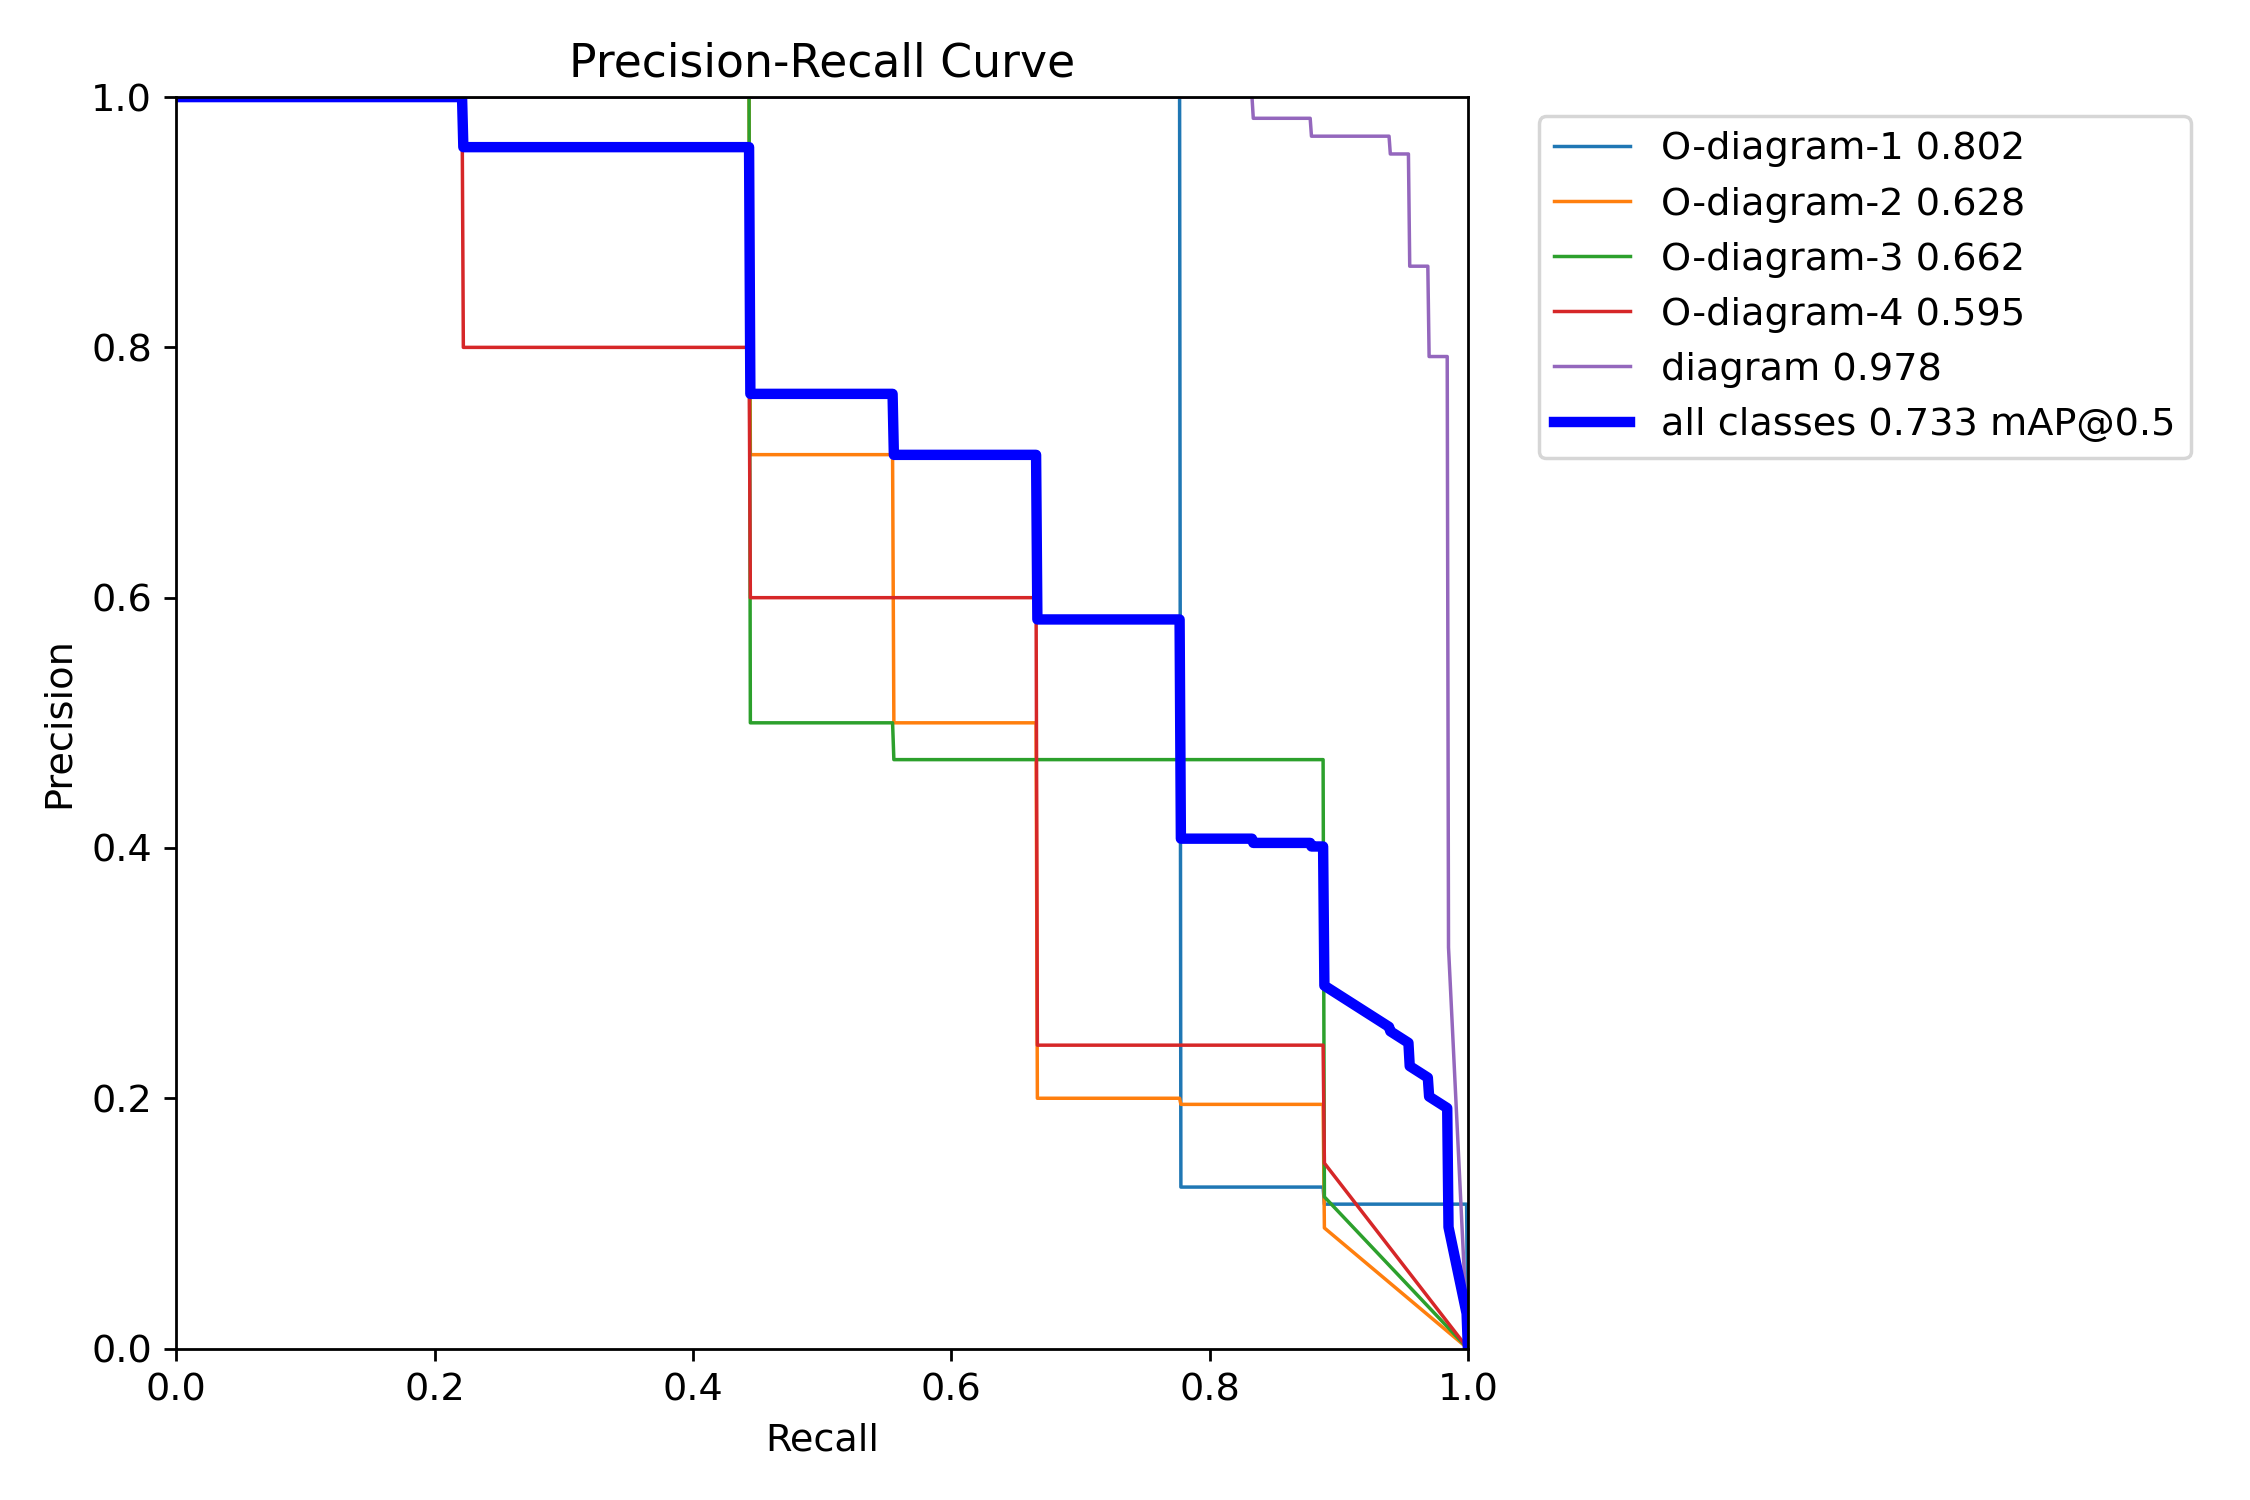 Precision-Recall Curve
1.0
0.8
0.6
0.4
0.2
0.0
Precision
0.0 0.2 0.4 0.6 0.8 1.0
Recall
O-diagram-1 0.802
O-diagram-2 0.628
O-diagram-3 0.662
O-diagram-4 0.595
diagram 0.978
all classes 0.733 mAP@0.5